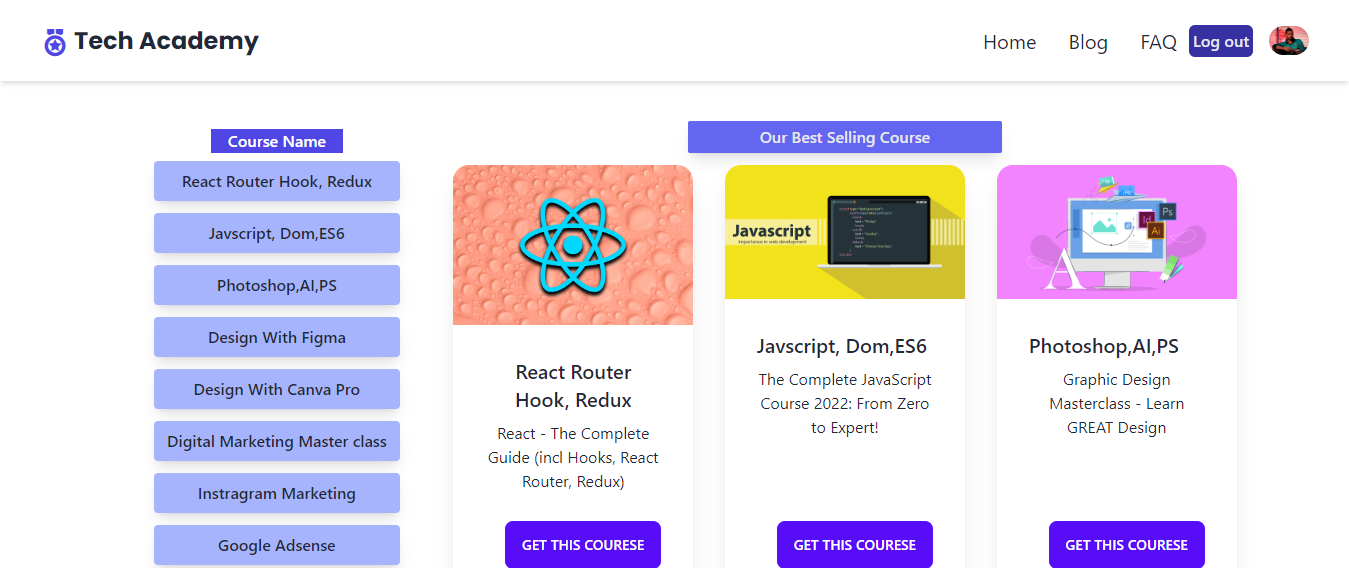 Tech Academy
Home
Blog
FAQ
Log out
Course Name
React Router Hook, Redux
Javscript, Dom,ES6
Photoshop,AI,PS
Design With Figma
Design With Canva Pro
Digital Marketing Master class
Instragram Marketing
Google Adsense
Our Best Selling Course
React Router
Hook, Redux
React - The Complete
Guide (incl Hooks, React
Router, Redux)
GET THIS COURESE
Javascript
Importance in web development
Javscript, Dom,ES6
The Complete JavaScript
Course 2022: From Zero
to Expert!
GET THIS COURESE
Id
Ps
Ai
A
Photoshop,AI,PS
Graphic Design
Masterclass - Learn
GREAT Design
GET THIS COURESE